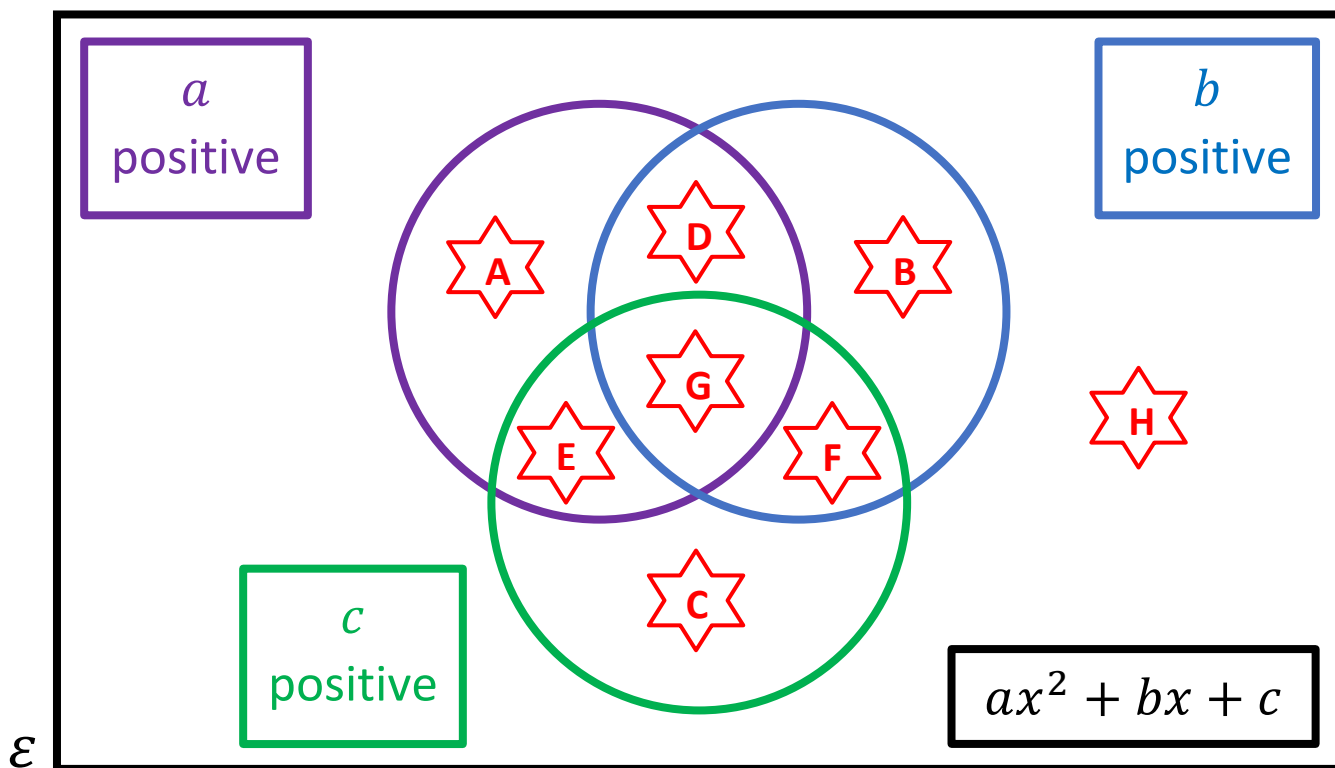 a
positive
b
positive
D
A
B
G
H
E
F
c
positive
C
ax² + bx + c
ε